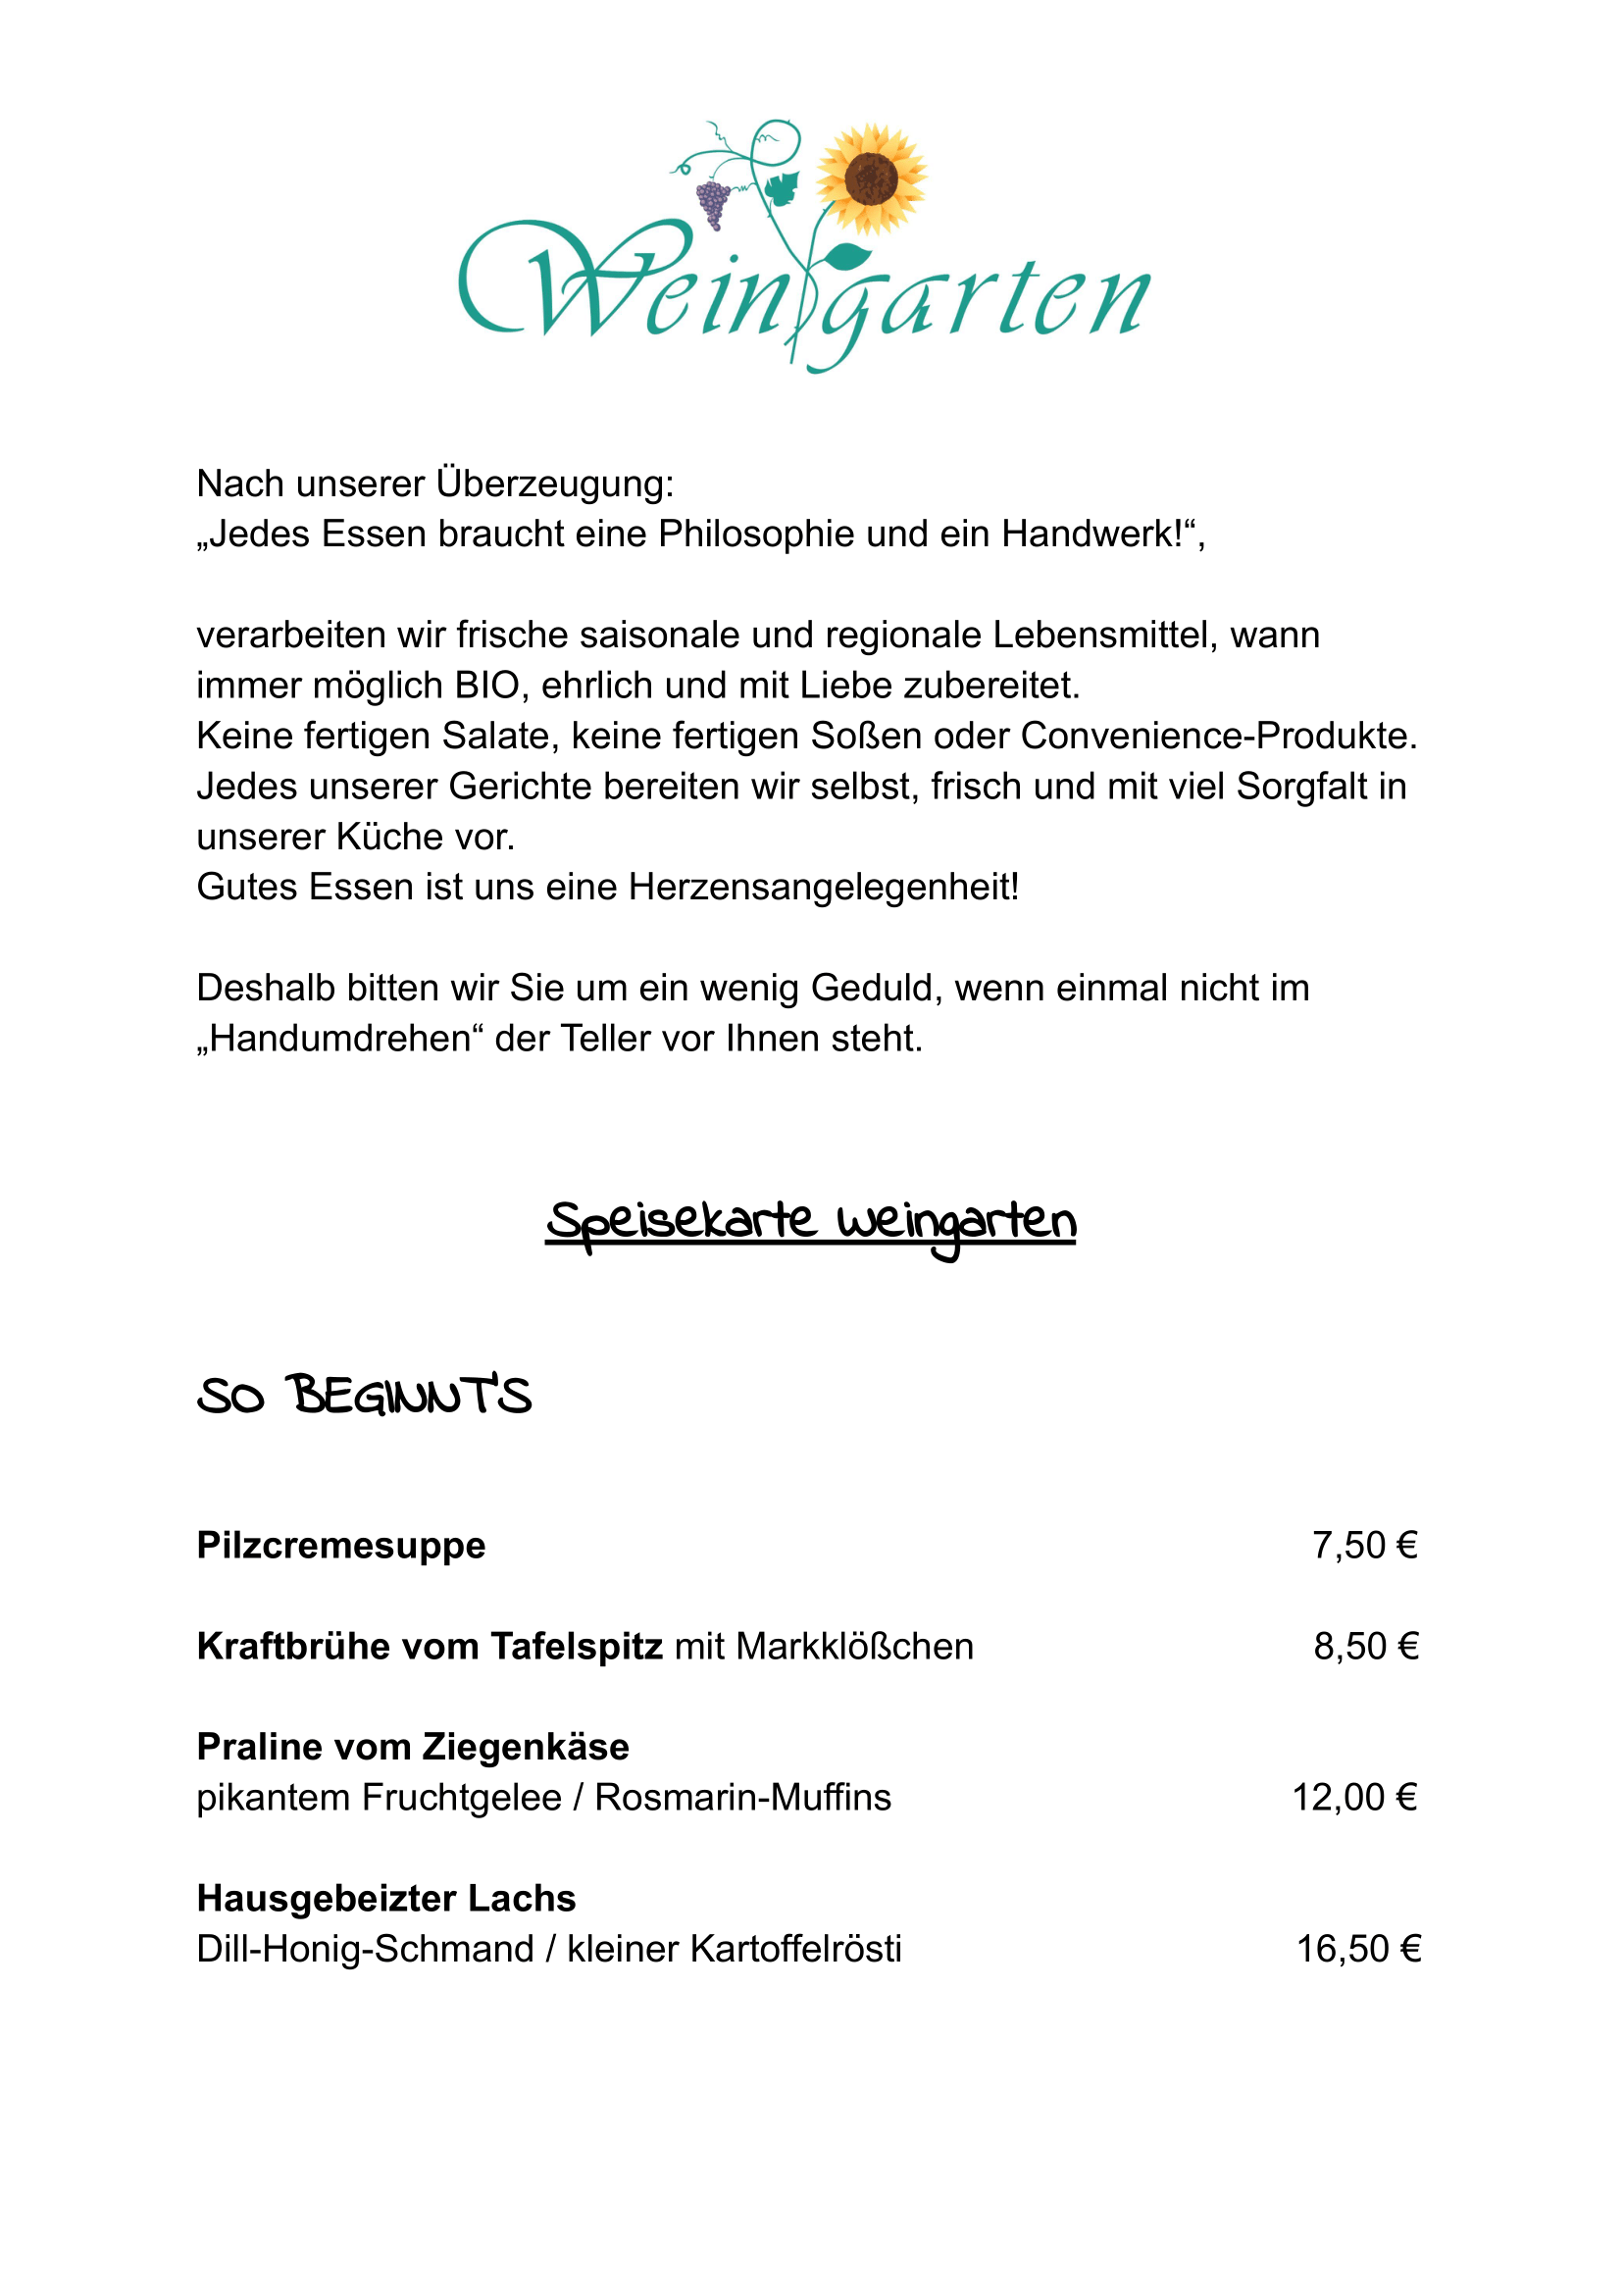 Weingarten
Nach unserer Überzeugung:
„Jedes Essen braucht eine Philosophie und ein Handwerk!“,
verarbeiten wir frische saisonale und regionale Lebensmittel, wann
immer möglich BIO, ehrlich und mit Liebe zubereitet.
Keine fertigen Salate, keine fertigen Soßen oder Convenience-Produkte.
Jedes unserer Gerichte bereiten wir selbst, frisch und mit viel Sorgfalt in
unserer Küche vor.
Gutes Essen ist uns eine Herzensangelegenheit!
Deshalb bitten wir Sie um ein wenig Geduld, wenn einmal nicht im
„Handumdrehen“ der Teller vor Ihnen steht.
Speisekarte Weingarten
SO BEGINNT'S
Pilzcremesuppe 7,50 €
Kraftbrühe vom Tafelspitz mit Markklößchen 8,50 €
Praline vom Ziegenkäse
pikantem Fruchtgelee / Rosmarin-Muffins 12,00 €
Hausgebeizter Lachs
Dill-Honig-Schmand / kleiner Kartoffelrösti 16,50 €